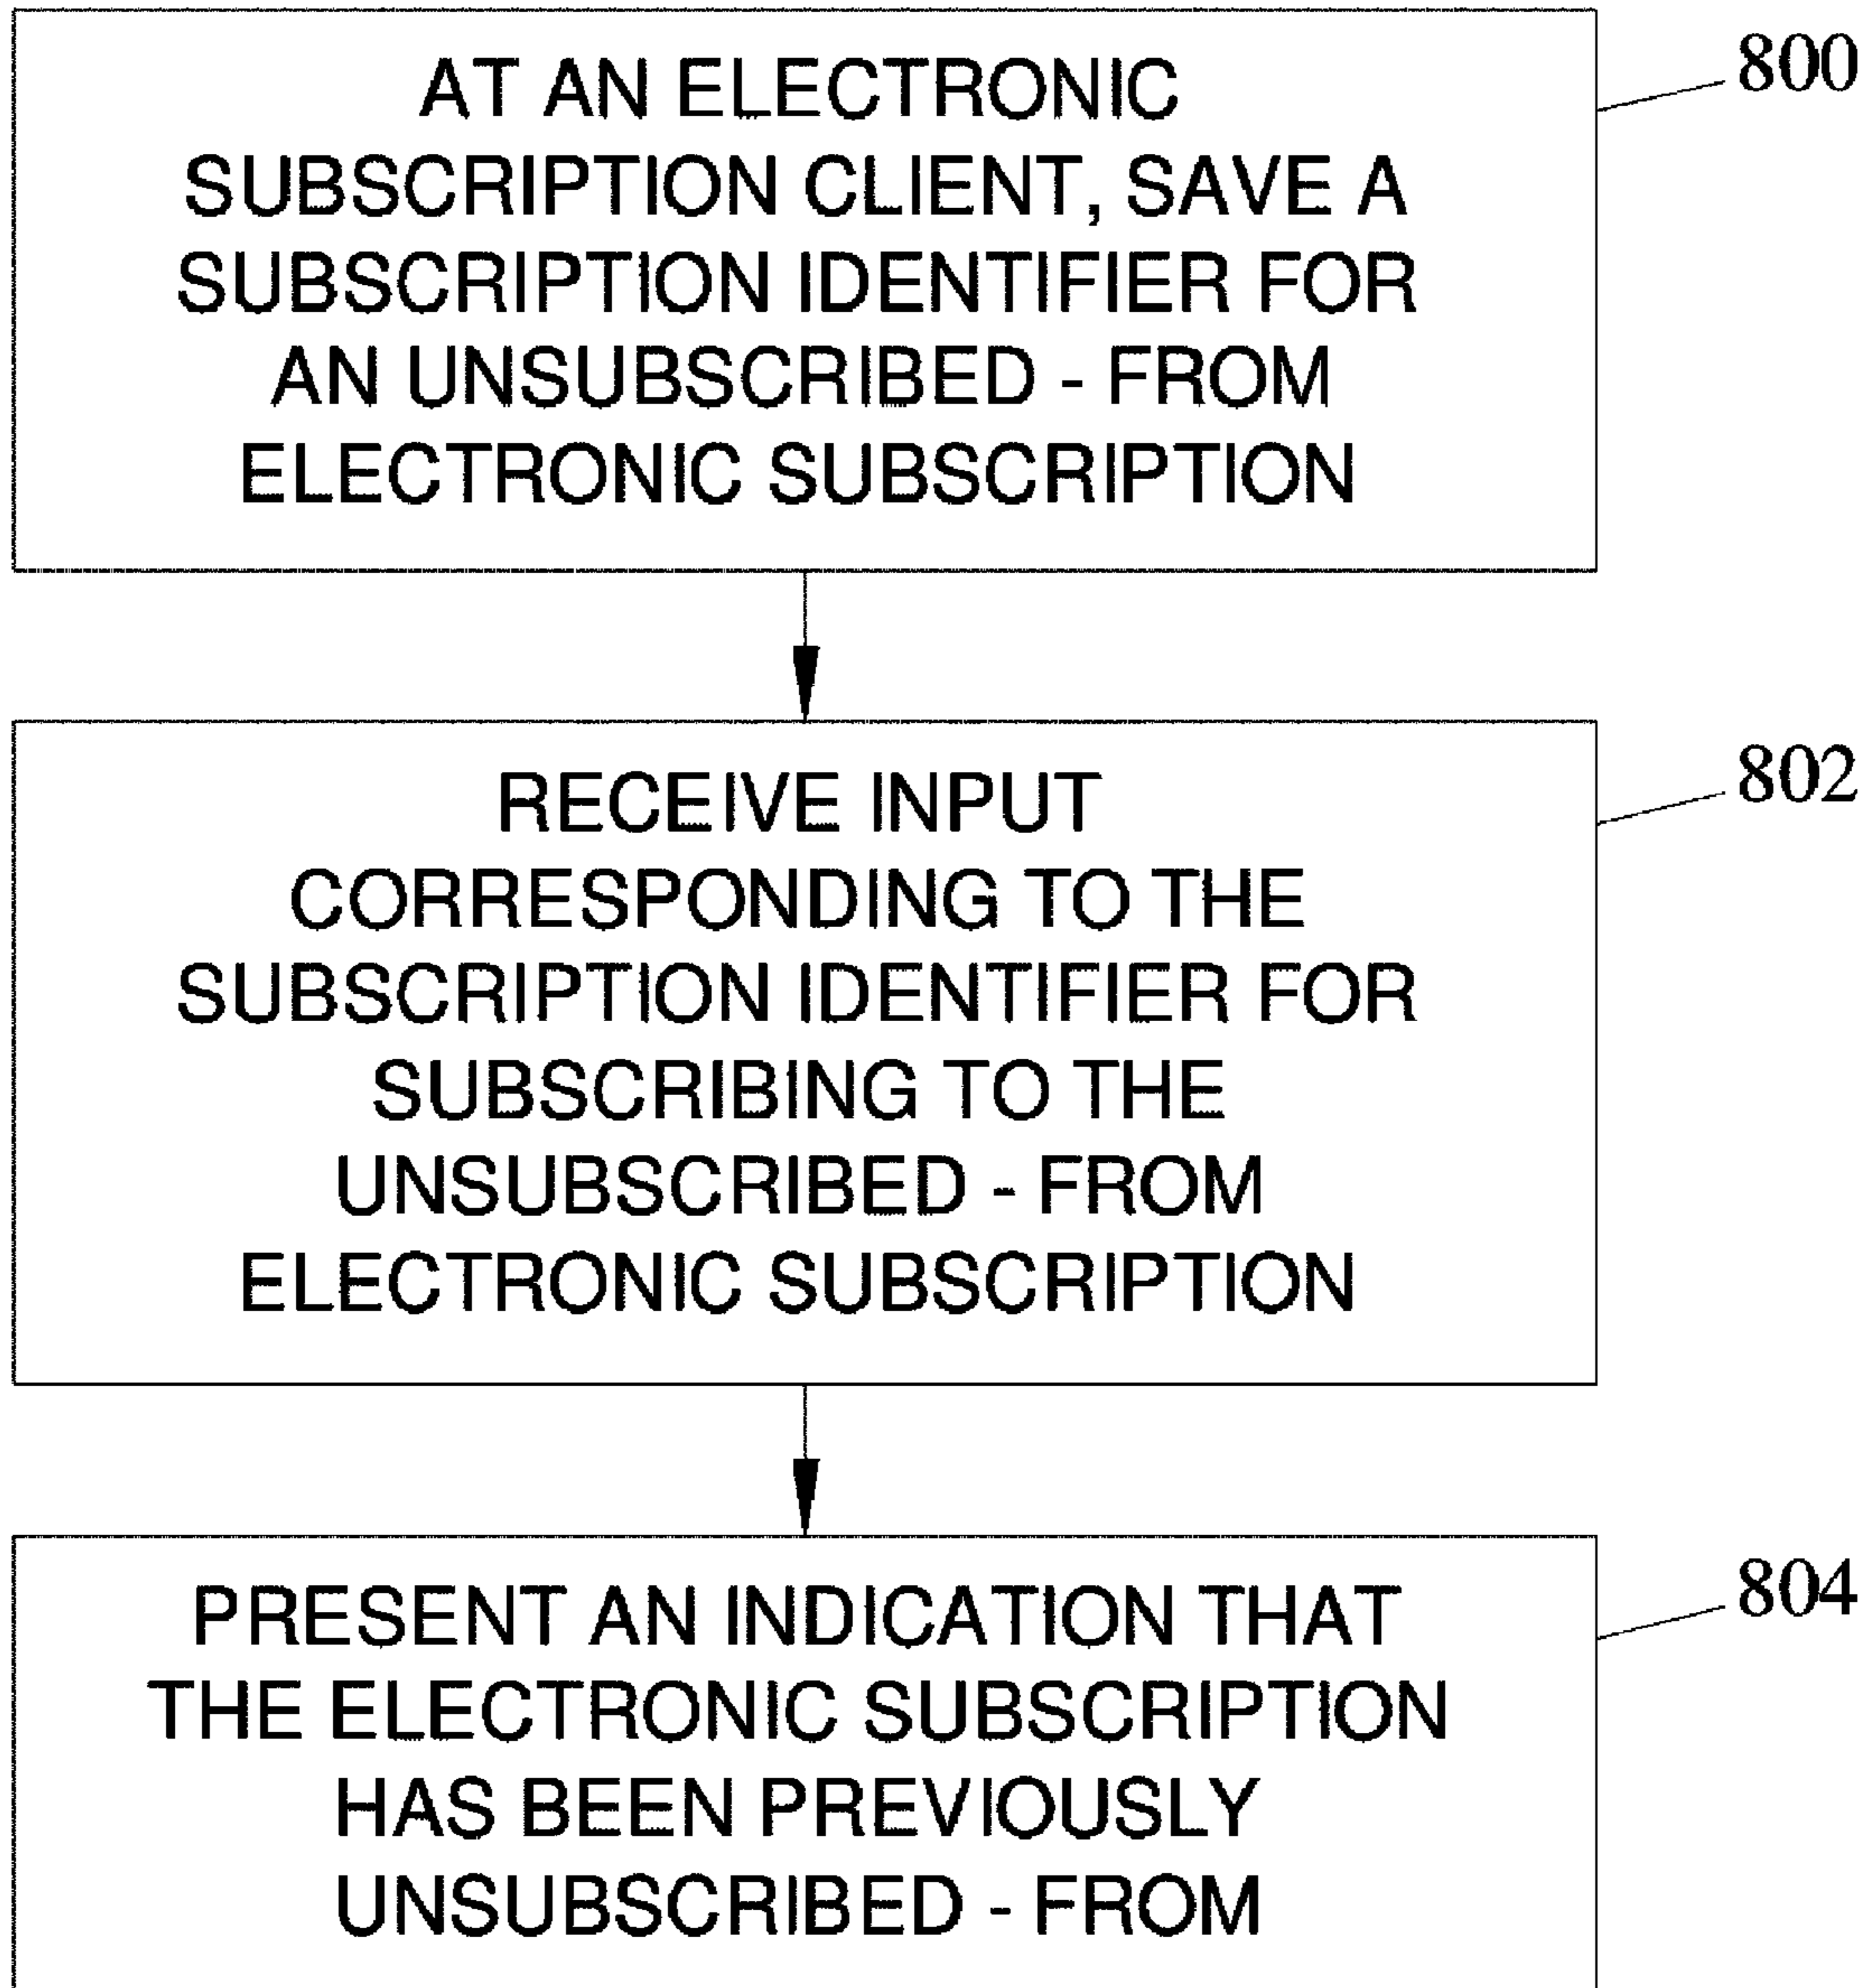 AT AN ELECTRONIC
SUBSCRIPTION CLIENT, SAVE A
SUBSCRIPTION IDENTIFIER FOR
AN UNSUBSCRIBED - FROM
ELECTRONIC SUBSCRIPTION
800
RECEIVE INPUT
CORRESPONDING TO THE
SUBSCRIPTION IDENTIFIER FOR
SUBSCRIBING TO THE
UNSUBSCRIBED - FROM
ELECTRONIC SUBSCRIPTION
802
PRESENT AN INDICATION THAT
THE ELECTRONIC SUBSCRIPTION
HAS BEEN PREVIOUSLY
UNSUBSCRIBED - FROM
804